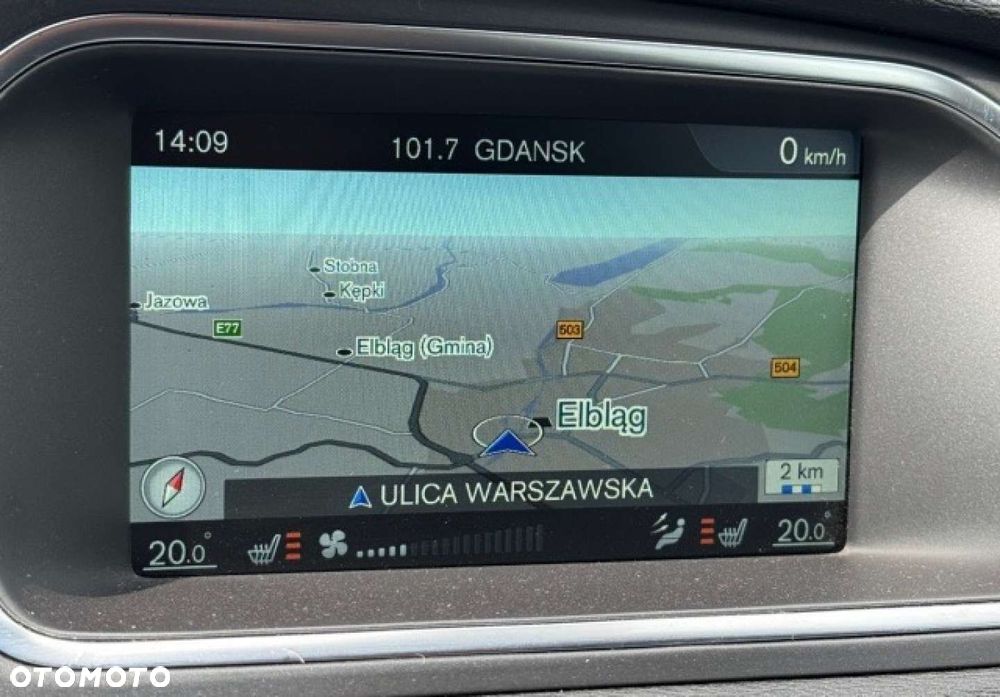 14:09
101.7 GDANSK
0 km/h
Stobna
Kępki
Jazowa
E77
503
Elbląg (Gmina)
504
Elbląg
2 km
ULICA WARSZAWSKA
20.0°
20.0°
OTOMOTO